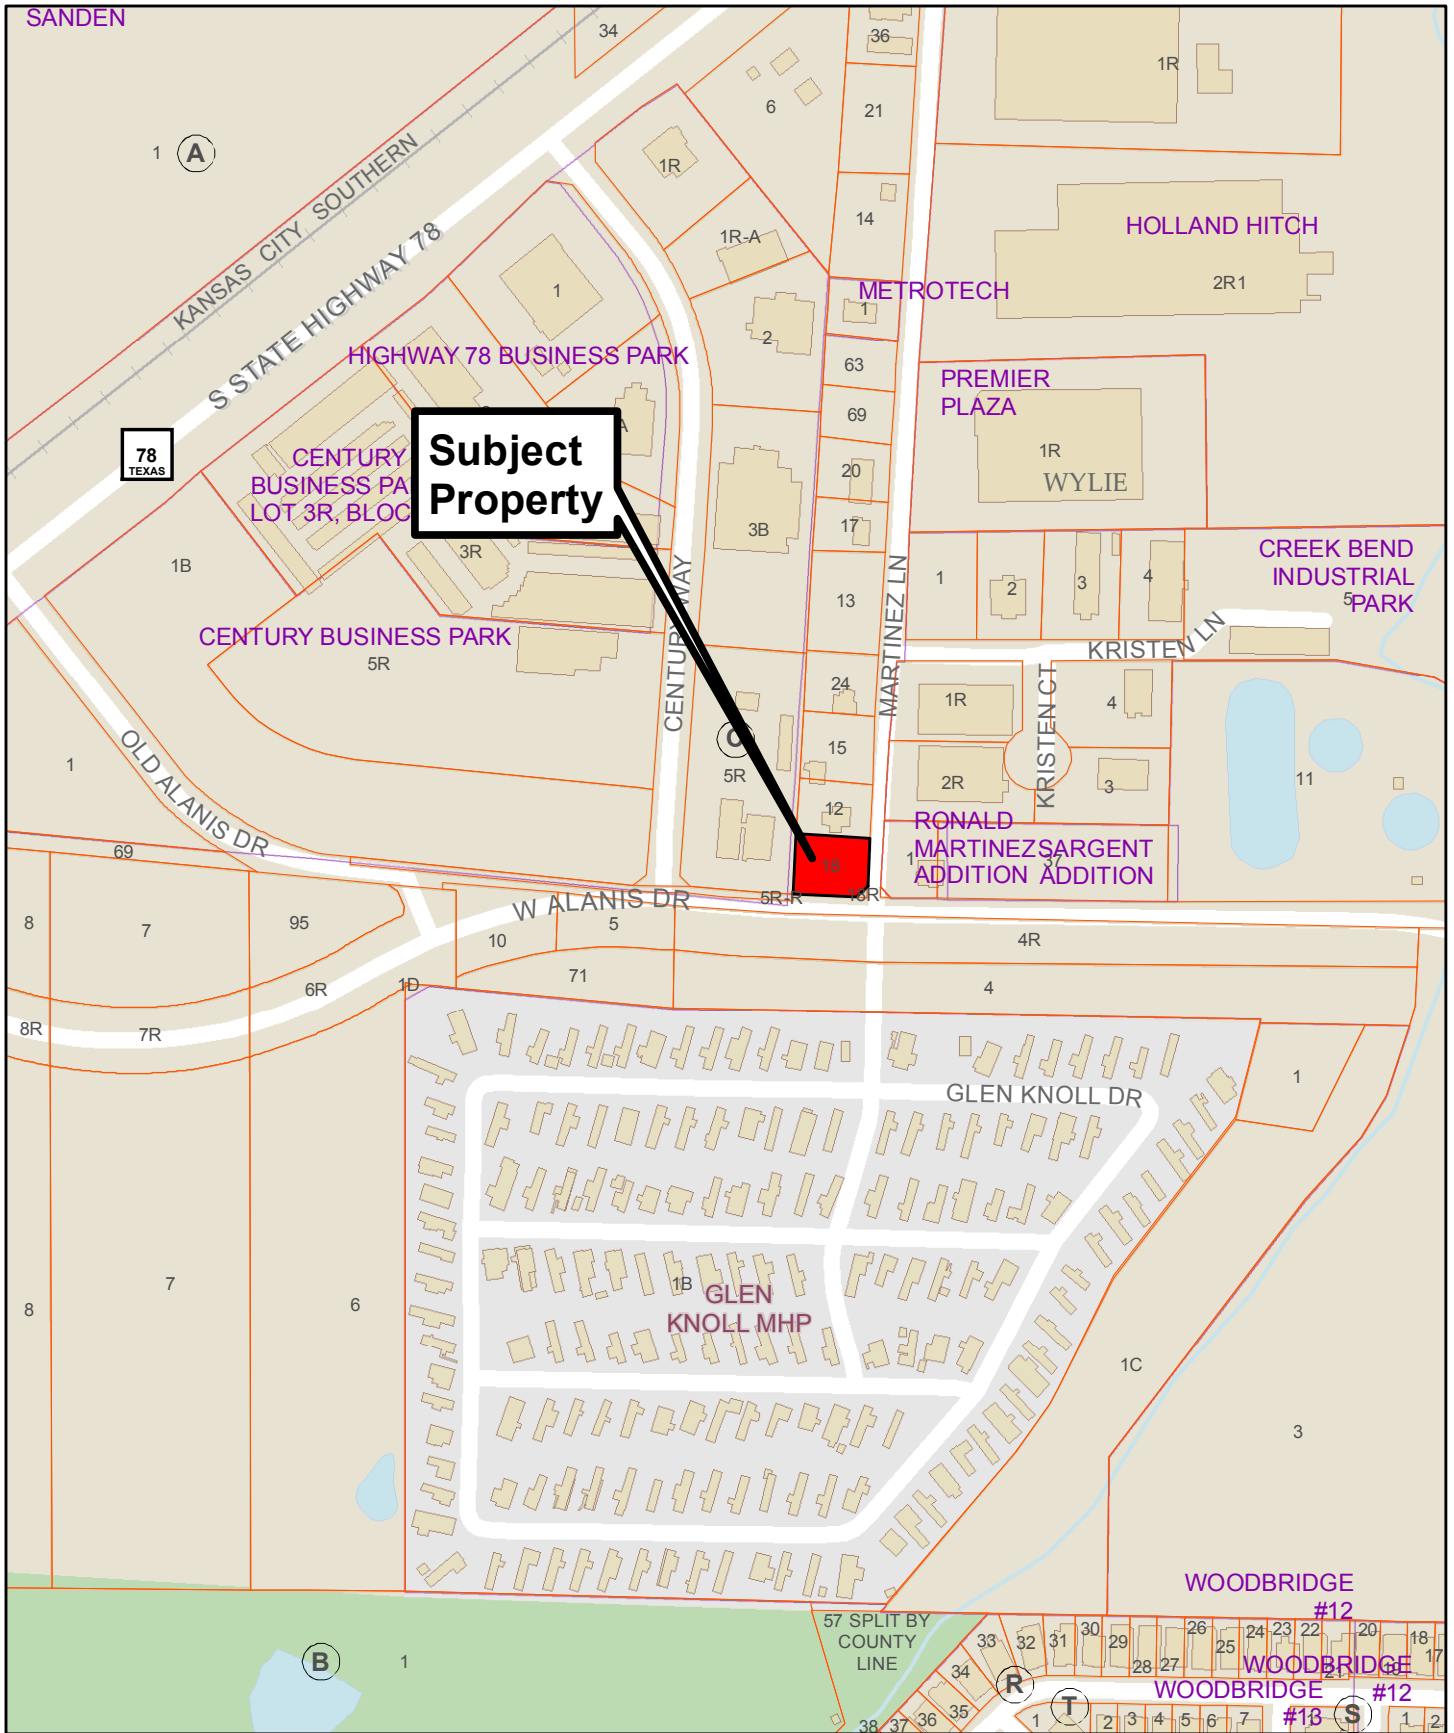 SANDEN
34
36
1R
6
21
1
A
1R
14
KANSAS CITY SOUTHERN
S STATE HIGHWAY 78
1R-A
HOLLAND HITCH
2R1
1
METROTECH
1
2
HIGHWAY 78 BUSINESS PARK
63
PREMIER
PLAZA
69
Subject
Property
78
TEXAS
CENTURY
BUSINESS PA
LOT 3R, BLOC
A
1R
WYLIE
20
17
3B
3R
1B
CREEK BEND
INDUSTRIAL
PARK
5
1
2
3
4
13
CENTURY WAY
MARTINEZ LN
CENTURY BUSINESS PARK
5R
KRISTEN LN
24
1R
KRISTEN CT
4
OLD ALANIS DR
1
C
5R
15
2R
3
11
12
RONALD
MARTINEZ
ADDITION
SARGENT
ADDITION
1
37
69
18
5R-R
18R
W ALANIS DR
8
7
95
10
5
4R
71
4
6R
1D
8R
7R
GLEN KNOLL DR
1
8
7
6
1B
GLEN
KNOLL MHP
1C
3
WOODBRIDGE
#12
57 SPLIT BY
COUNTY
LINE
B
1
33
32
31
30
29
28
27
26
25
24
23
22
21
20
19
18
17
WOODBRIDGE
#12
WOODBRIDGE
#13
34
35
36
37
38
R
T
S
1
2
3
4
5
6
7
1
2